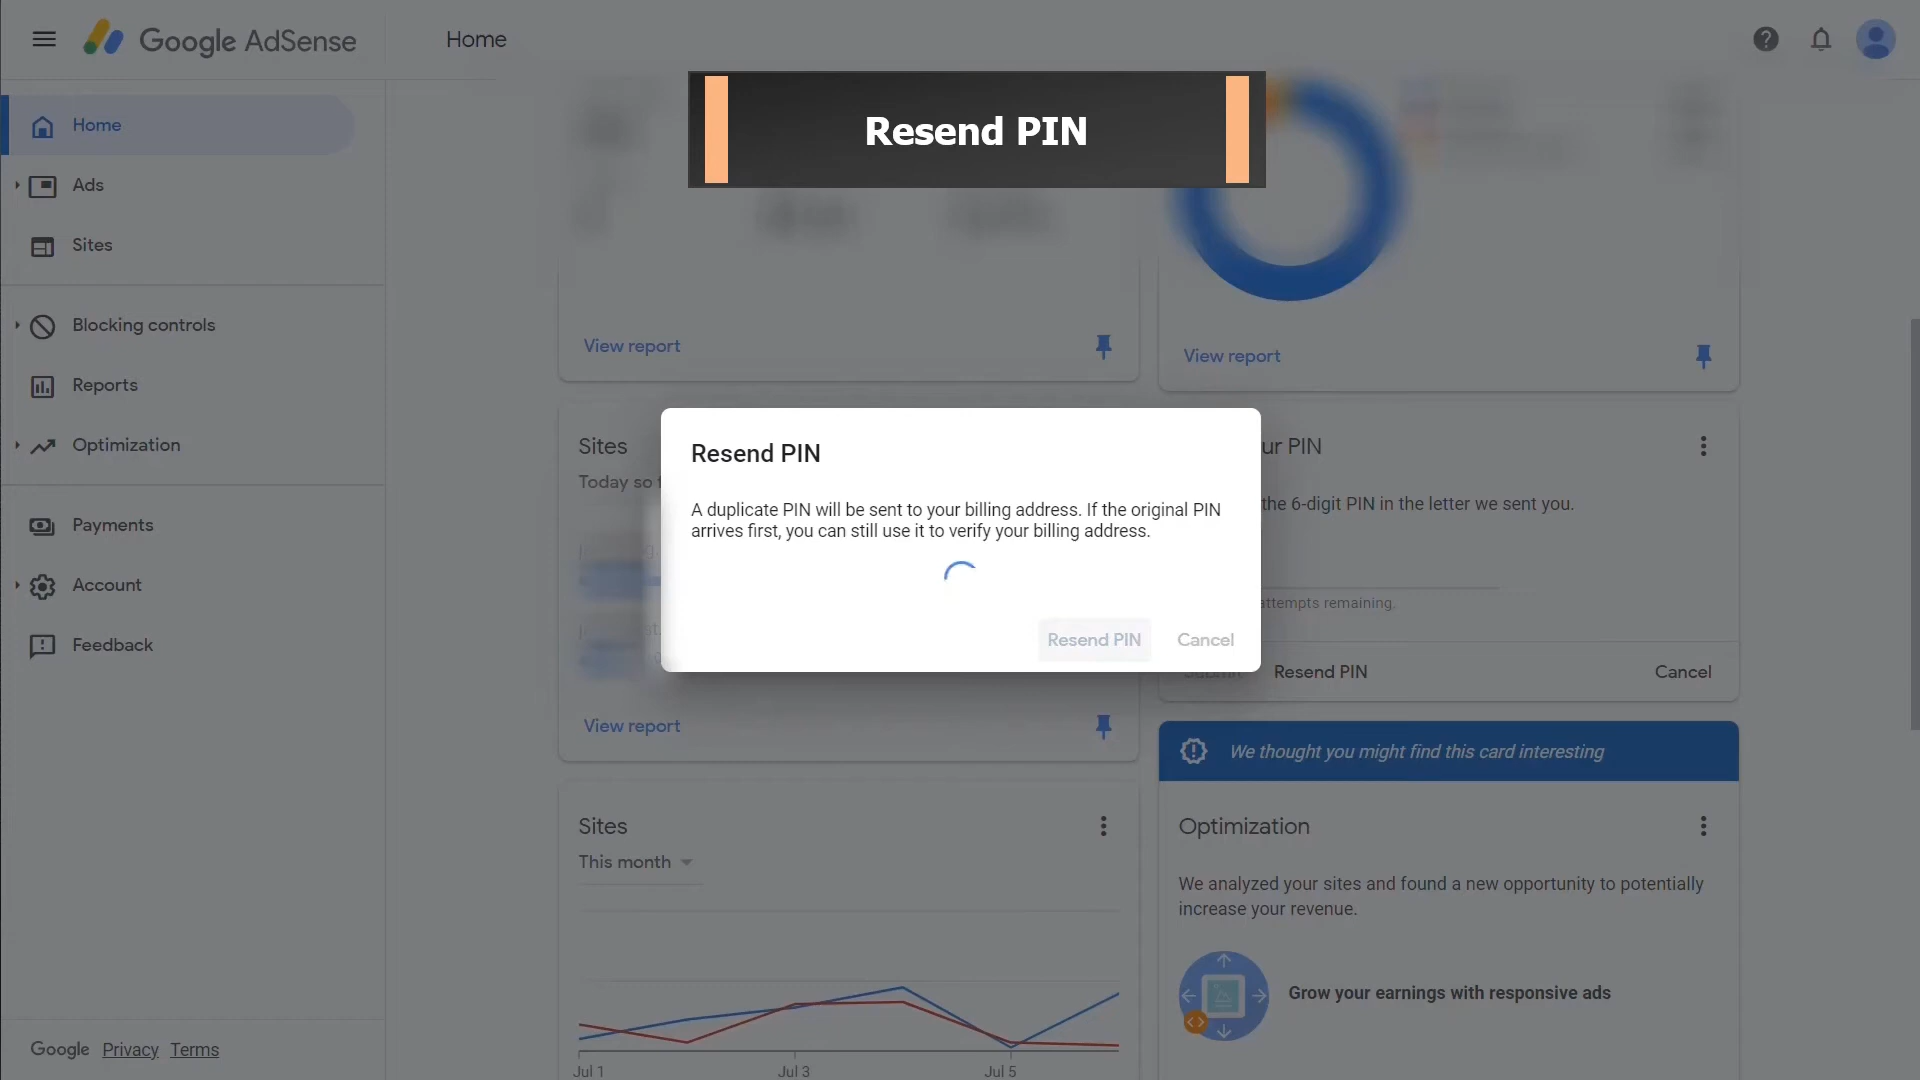 Google AdSense
Home
Resend PIN
Home
Ads
Sites
Blocking controls
Reports
Optimization
Payments
Account
Feedback
View report
View report
Sites
Today so
ur PIN
the 6-digit PIN in the letter we sent you.
attempts remaining.
Resend PIN
A duplicate PIN will be sent to your billing address. If the original PIN
arrives first, you can still use it to verify your billing address.
Resend PIN Cancel
Submit Resend PIN Cancel
View report
We thought you might find this card interesting
Sites
This month
Jul 1 Jul 3 Jul 5
Optimization
We analyzed your sites and found a new opportunity to potentially
increase your revenue.
Grow your earnings with responsive ads
Google Privacy Terms